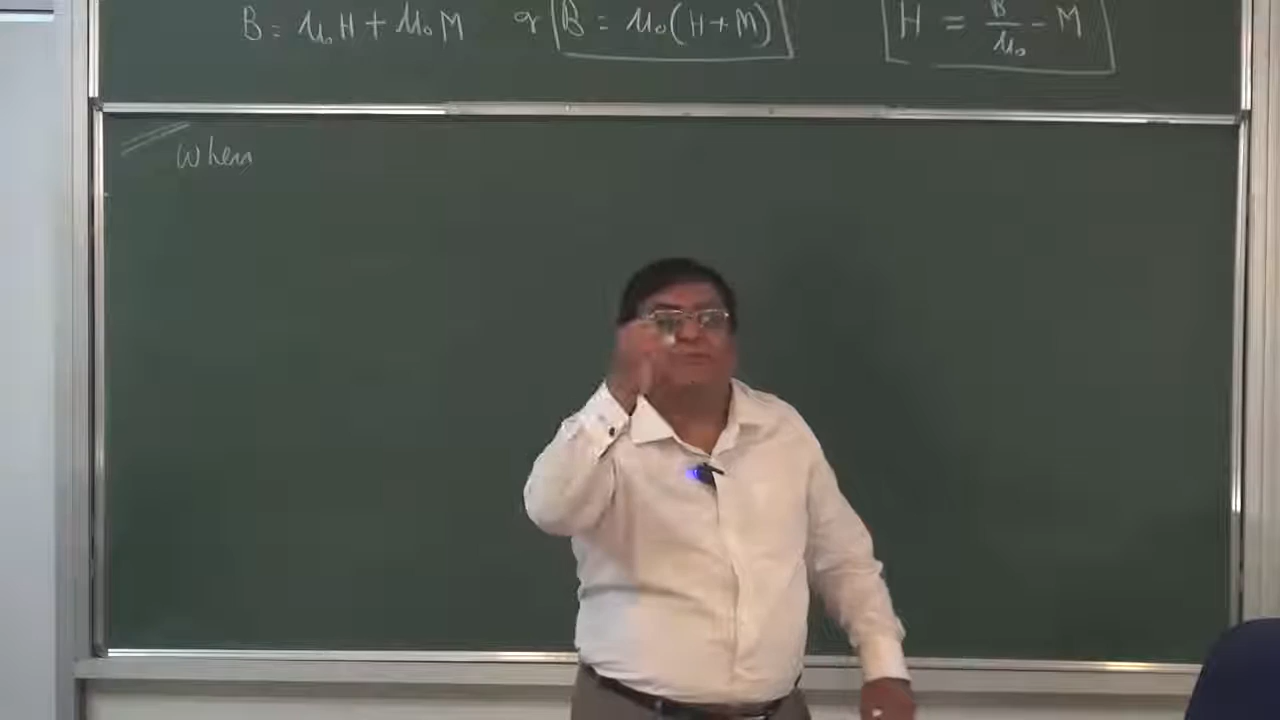 B = μ₀H + μ₀M or B = μ₀(H+M) H = B/μ₀ - M
When